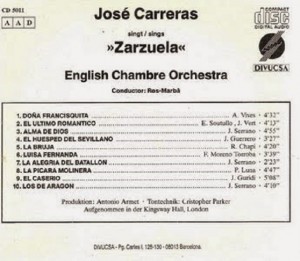 CD 5011
A A D
José Carreras
singt / sings
»Zarzuela«
English Chambre Orchestra
Conductor: Ros-Marbà
COMPACT
disc
DIGITAL AUDIO
DIVUCSA
1. DOÑA FRANCISQUITA A. Vives 4'32"
2. EL ULTIMO ROMANTICO E. Soutullo , J. Vert 4'13"
3. ALMA DE DIOS J. Serrano 4'55"
4. EL HUESPED DEL SEVILLANO J. Guerrero 3'27"
5. LA BRUJA R. Chapi 4'20"
6. LUISA FERNANDA F. Moreno Torroba 3'39"
7. LA ALEGRIA DEL BATALLON J. Serrano 2'23"
8. LA PICARA MOLINERA P. Luna 4'47"
9. EL CASERIO J. Guridi 5'08"
10. LOS DE ARAGON J. Serrano 4'10"
Produktion: Antonio Armet · Tontechnik: Cristopher Parker
Aufgenommen in der Kingsway Hall, London
DIVUCSA - Pg. Carles I, 128-130 - 08013 Barcelona.